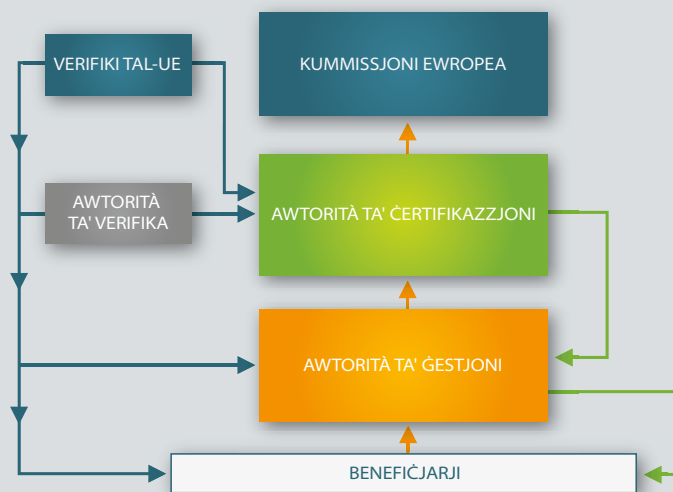 VERIFIKI TAL-UE
KUMMISSJONI EWROPEA
AWTORITÀ
TA' VERIFIKA
AWTORITÀ TA' ĊERTIFIKAZZJONI
AWTORITÀ TA' ĠESTJONI
BENEFIĊJARJI